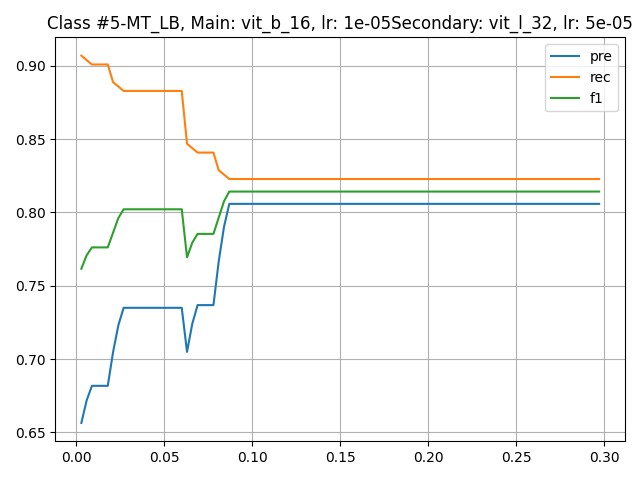 Class #5-MT_LB, Main: vit_b_16, lr: 1e-05Secondary: vit_l_32, lr: 5e-05
pre
rec
f1
0.90
0.85
0.80
0.75
0.70
0.65
0.00 0.05 0.10 0.15 0.20 0.25 0.30